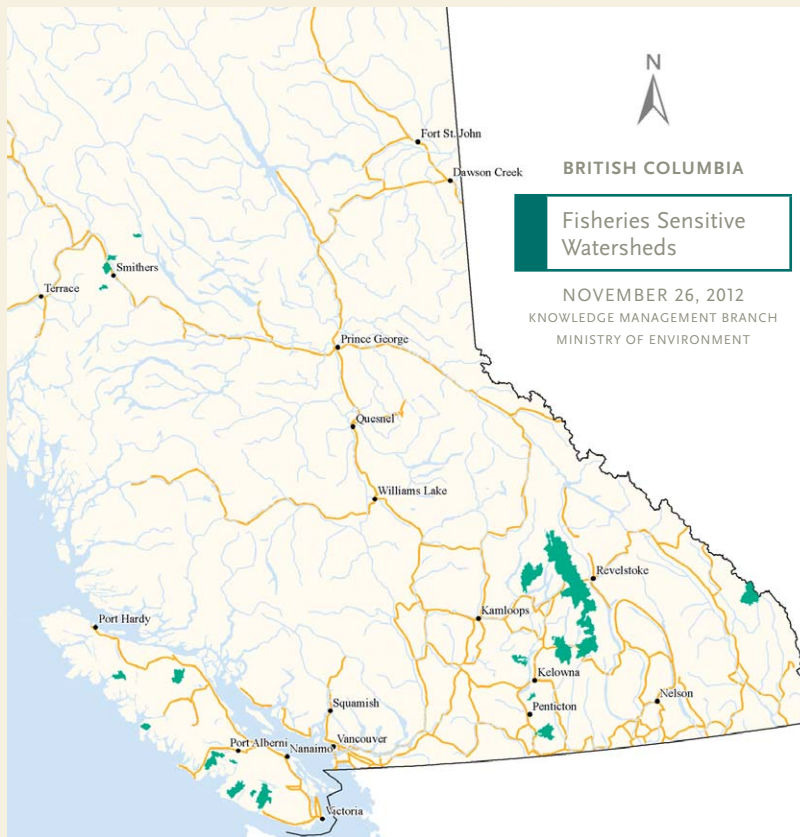 N
BRITISH COLUMBIA
Fisheries Sensitive
Watersheds
NOVEMBER 26, 2012
KNOWLEDGE MANAGEMENT BRANCH
MINISTRY OF ENVIRONMENT
Fort St. John
Dawson Creek
Smithers
Terrace
Prince George
Quesnel
Williams Lake
Revelstoke
Port Hardy
Kamloops
Kelowna
Nelson
Squamish
Penticton
Vancouver
Port Alberni
Nanaimo
Victoria